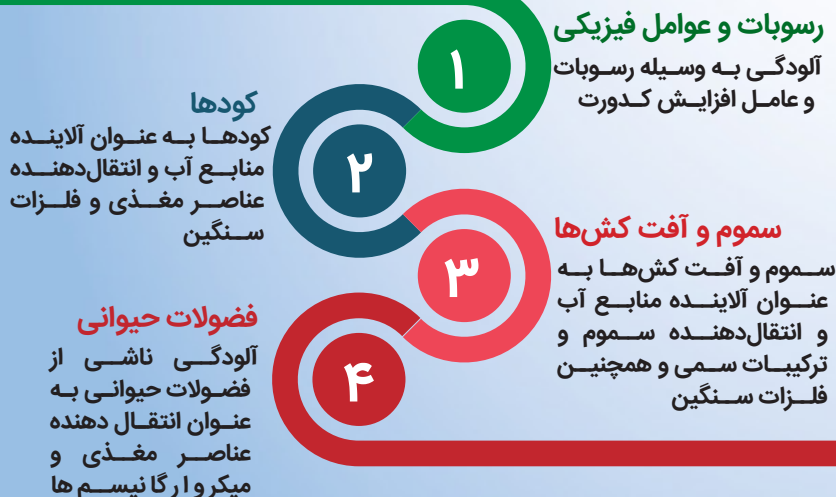 رسوبات و عوامل فیزیکی
آلودگی به وسیله رسوبات
و عامل افزایش کدورت
۱
کودها
کودها به عنوان آلاینده
منابع آب و انتقال‌دهنده
عناصر مغذی و فلزات
سنگین
۲
سموم و آفت کش‌ها
سموم و آفت کش‌ها به
عنوان آلاینده منابع آب
و انتقال‌دهنده سموم و
ترکیبات سمی و همچنین
فلزات سنگین
۳
فضولات حیوانی
آلودگی ناشی از
فضولات حیوانی به
عنوان انتقال دهنده
عناصر مغذی و
میکروارگانیسم ها
۴